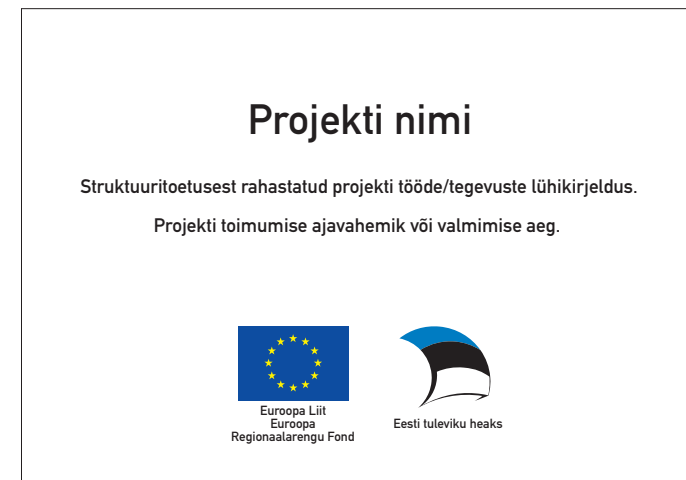 Projekti nimi
Struktuuritoetusest rahastatud projekti tööde/tegevuste lühikirjeldus.
Projekti toimumise ajavahemik või valmimise aeg.
Euroopa Liit
Euroopa
Regionaalarengu Fond
Eesti tuleviku heaks